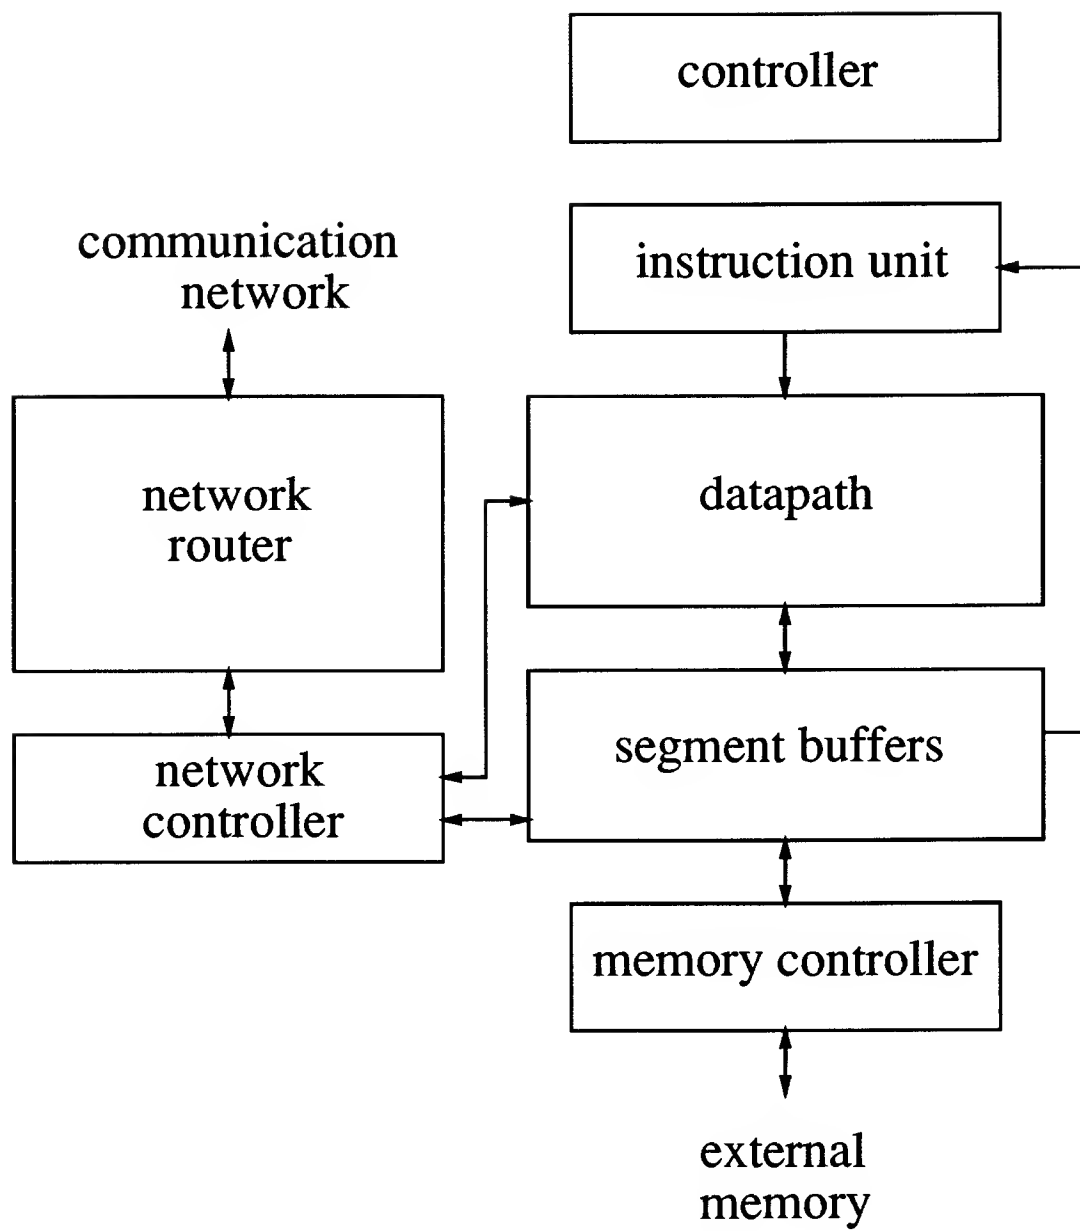 controller
instruction unit
communication
network
network
router
datapath
segment buffers
network
controller
memory controller
external
memory